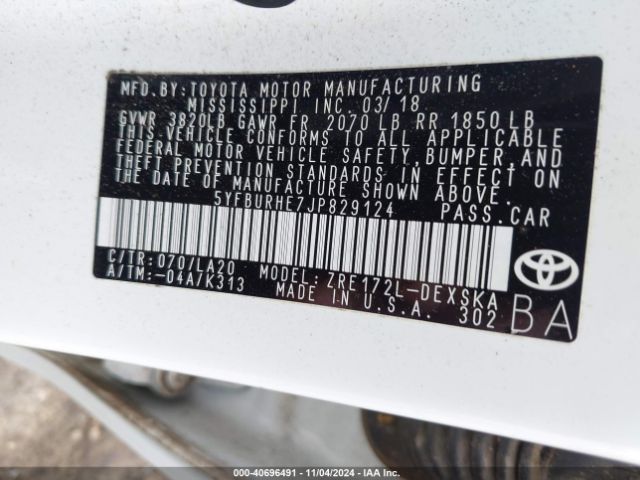 MFD.BY:TOYOTA MOTOR MANUFACTURING
MISSISSIPPI INC 03/18
GVWR 3820LB GAWR FR 2070 LB RR 1850 LB
THIS VEHICLE CONFORMS TO ALL APPLICABLE
FEDERAL MOTOR VEHICLE SAFETY,BUMPER,AND
THEFT PREVENTION STANDARDS IN EFFECT ON
THE DATE OF MANUFACTURE SHOWN ABOVE.
5YFBURHE7JP829124 PASS.CAR
C/TR:070/LA20 MODEL:ZRE172L-DEXSKA
A/TM:-04A/K313 MADE IN U.S.A. 302
BA
000-40696491 - 11/04/2024 - IAA Inc.